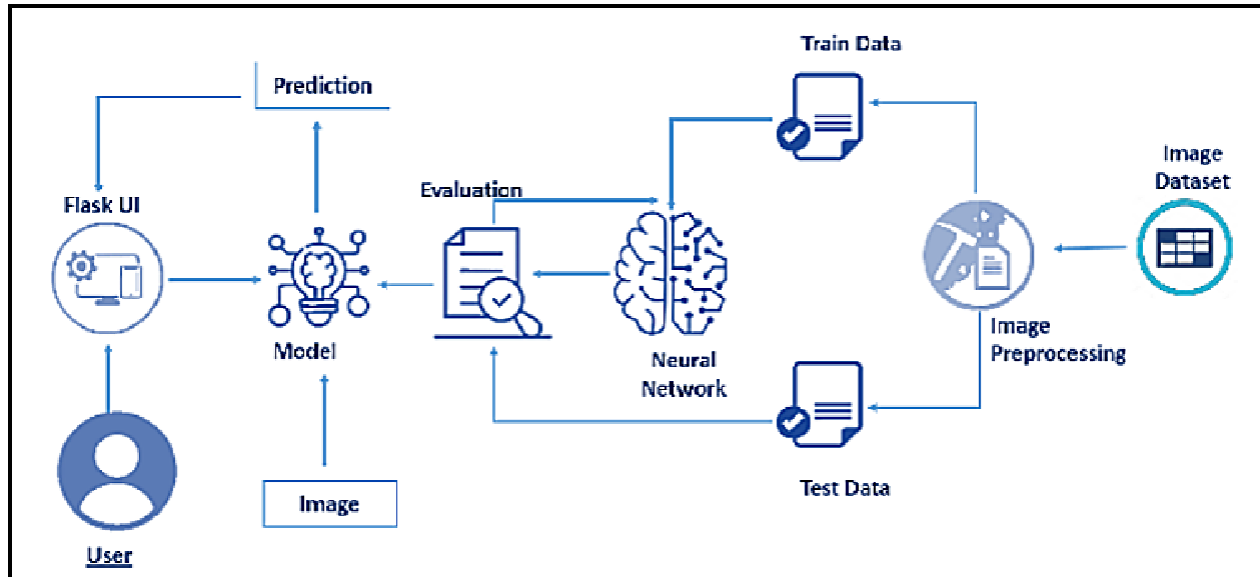 Train Data
Prediction
Image
Dataset
Evaluation
Flask UI
Model
Neural
Network
Image
Preprocessing
Image
Test Data
User